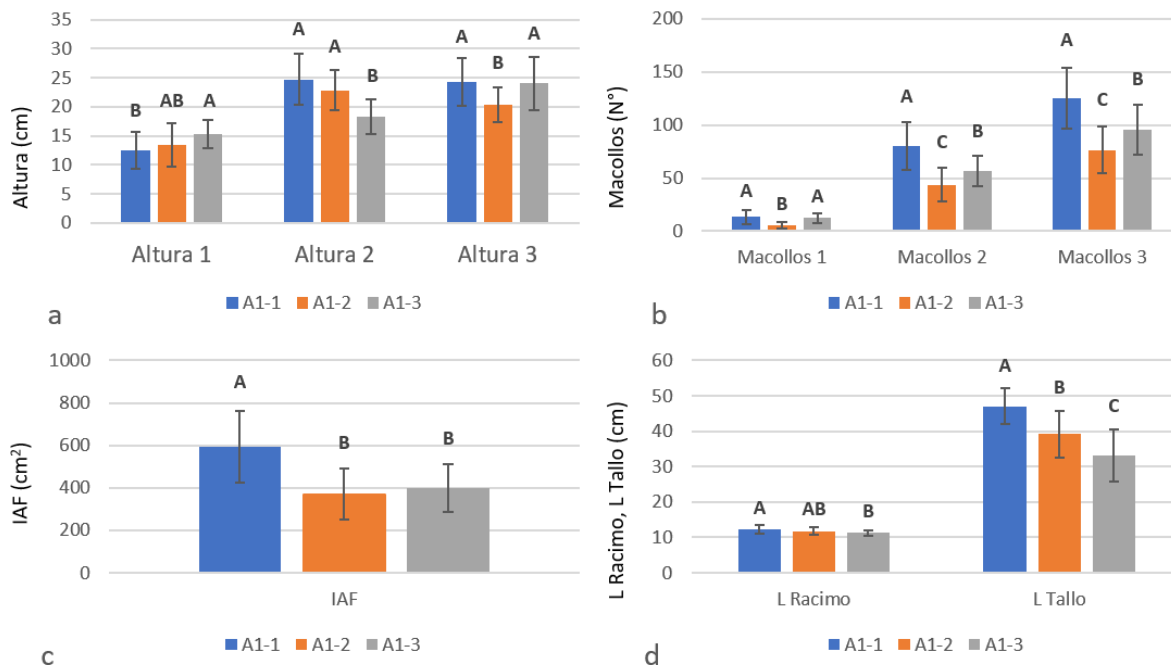 35
30
25
20
15
10
5
0
Altura (cm)
B AB A
A A B
A B A
Altura 1 Altura 2 Altura 3
A1-1 A1-2 A1-3
a
200
150
100
50
0
Macollos (N°)
A B A
A C B
A C B
Macollos 1 Macollos 2 Macollos 3
A1-1 A1-2 A1-3
b
1000
800
600
400
200
0
IAF (cm²)
A B B
IAF
A1-1 A1-2 A1-3
c
60
50
40
30
20
10
0
L Racimo, L Tallo (cm)
A AB B
A B C
L Racimo L Tallo
A1-1 A1-2 A1-3
d